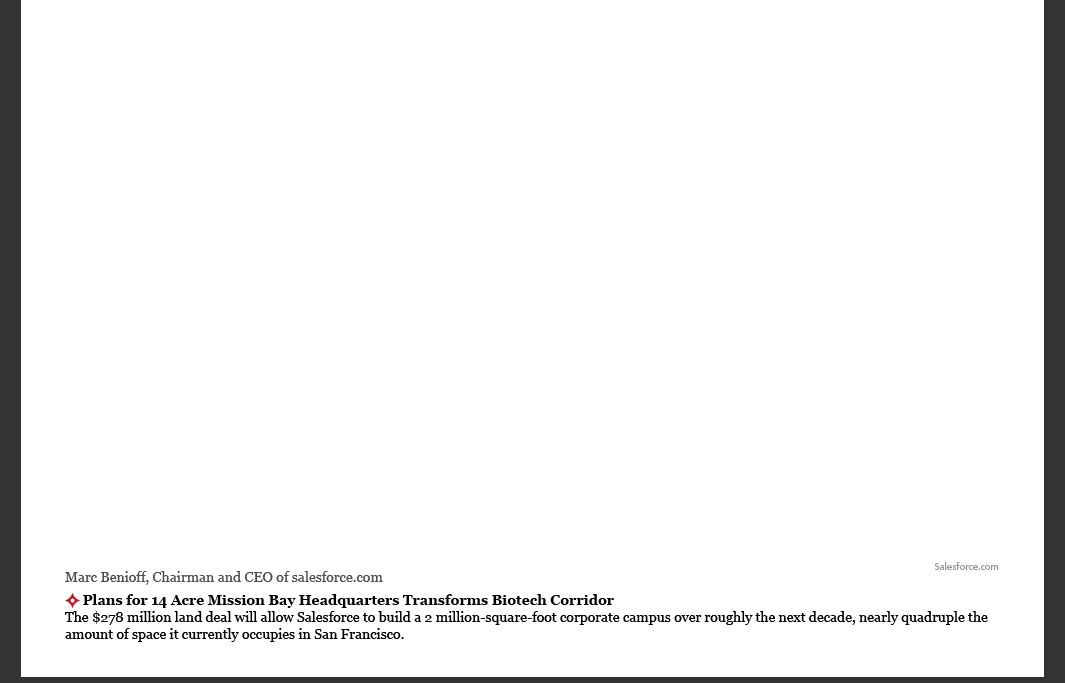 Salesforce.com
Marc Benioff, Chairman and CEO of salesforce.com
Plans for 14 Acre Mission Bay Headquarters Transforms Biotech Corridor
The $278 million land deal will allow Salesforce to build a 2 million-square-foot corporate campus over roughly the next decade, nearly quadruple the
amount of space it currently occupies in San Francisco.